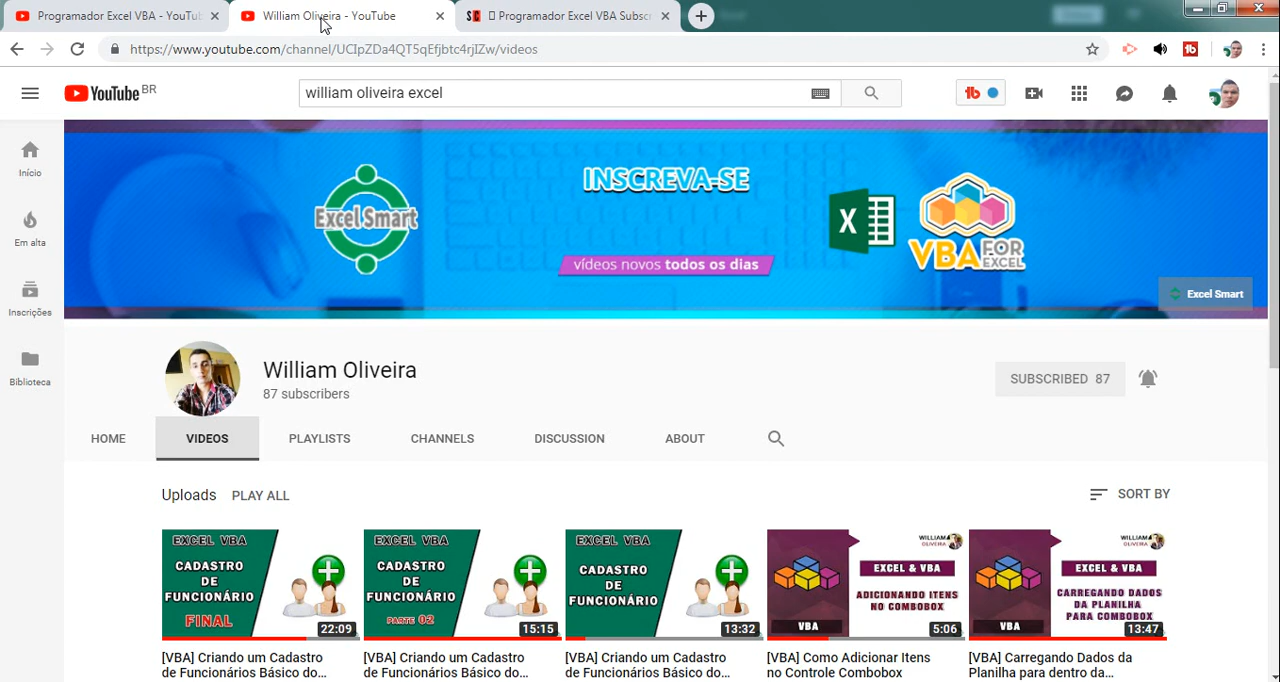 Programador Excel VBA - YouTu
William Oliveira - YouTube
Programador Excel VBA Subscr
https://www.youtube.com/channel/UCIpZDa4QT5qEfjbtc4rjIZw/videos
YouTube BR
william oliveira excel
Início
Em alta
Inscrições
Biblioteca
Excel Smart
INSCREVA-SE
vídeos novos todos os dias
X
VBA FOR EXCEL
Excel Smart
William Oliveira
87 subscribers
SUBSCRIBED 87
HOME
VIDEOS
PLAYLISTS
CHANNELS
DISCUSSION
ABOUT
Uploads
PLAY ALL
SORT BY
EXCEL VBA
CADASTRO
DE
FUNCIONÁRIO
FINAL
22:09
[VBA] Criando um Cadastro
de Funcionários Básico do...
EXCEL VBA
CADASTRO
DE
FUNCIONÁRIO
PARTE 02
15:15
[VBA] Criando um Cadastro
de Funcionários Básico do...
EXCEL VBA
CADASTRO
DE
FUNCIONÁRIO
13:32
[VBA] Criando um Cadastro
de Funcionários Básico do...
WILLIAM
OLIVEIRA
EXCEL & VBA
ADICIONANDO ITENS
NO COMBOBOX
VBA
5:06
[VBA] Como Adicionar Itens
no Controle Combobox
WILLIAM
OLIVEIRA
EXCEL & VBA
CARREGANDO DADOS
DA PLANILHA
PARA COMBOBOX
VBA
13:47
[VBA] Carregando Dados da
Planilha para dentro da...